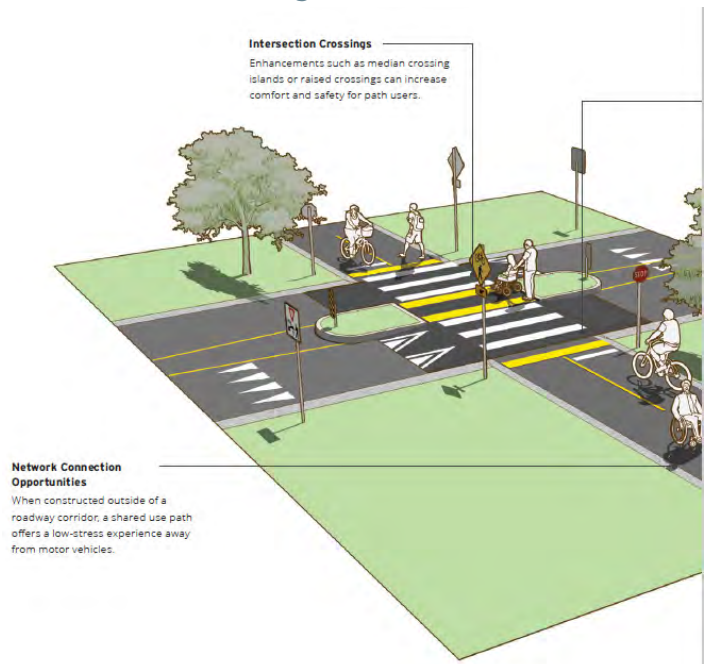 Intersection Crossings
Enhancements such as median crossing
islands or raised crossings can increase
comfort and safety for path users.
STOP
Network Connection
Opportunities
When constructed outside of a
roadway corridor, a shared use path
offers a low-stress experience away
from motor vehicles.